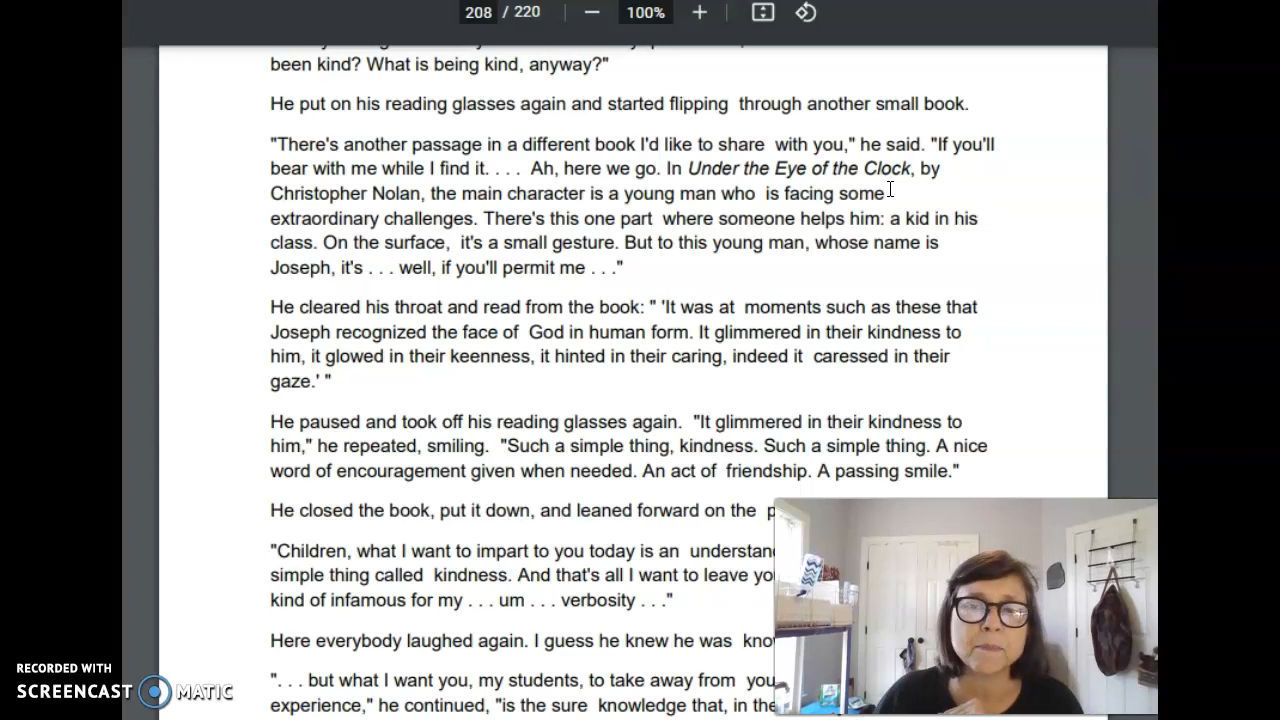 208 / 220
100%
been kind? What is being kind, anyway?"
He put on his reading glasses again and started flipping through another small book.
"There's another passage in a different book I'd like to share with you," he said. "If you'll
bear with me while I find it. . . . Ah, here we go. In Under the Eye of the Clock, by
Christopher Nolan, the main character is a young man who is facing some
extraordinary challenges. There's this one part where someone helps him: a kid in his
class. On the surface, it's a small gesture. But to this young man, whose name is
Joseph, it's . . . well, if you'll permit me . . ."
He cleared his throat and read from the book: " 'It was at moments such as these that
Joseph recognized the face of God in human form. It glimmered in their kindness to
him, it glowed in their keenness, it hinted in their caring, indeed it caressed in their
gaze.' "
He paused and took off his reading glasses again. "It glimmered in their kindness to
him," he repeated, smiling. "Such a simple thing, kindness. Such a simple thing. A nice
word of encouragement given when needed. An act of friendship. A passing smile."
He closed the book, put it down, and leaned forward on the
"Children, what I want to impart to you today is an
simple thing called kindness. And that's all I want to leave
kind of infamous for my . . . um . . . verbosity . . ."
Here everybody laughed again. I guess he knew he was
". . . but what I want you, my students, to take away from
experience," he continued, "is the sure knowledge that, in
RECORDED WITH
SCREENCAST MATIC